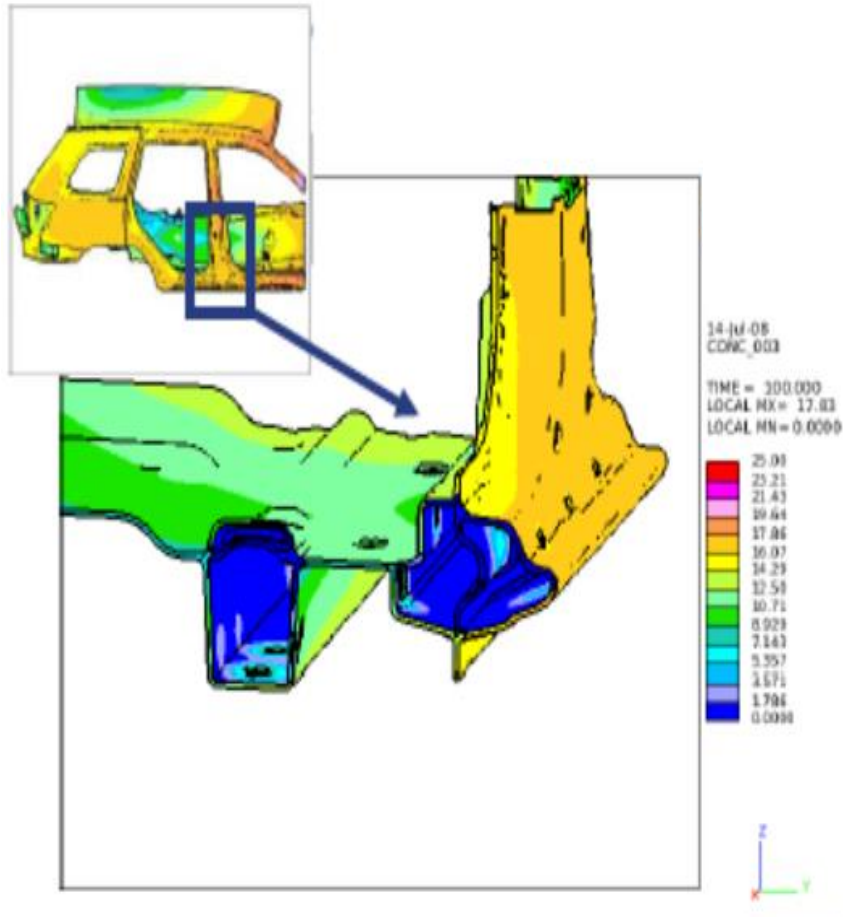 14-Jul-08
CONC_003
TIME = 100.000
LOCAL MX= 17.83
LOCAL MN=0.0000
25.00
23.21
21.43
19.64
17.86
16.07
14.29
12.50
10.71
8.929
7.143
5.357
3.571
1.786
0.0000
Z
Y
X